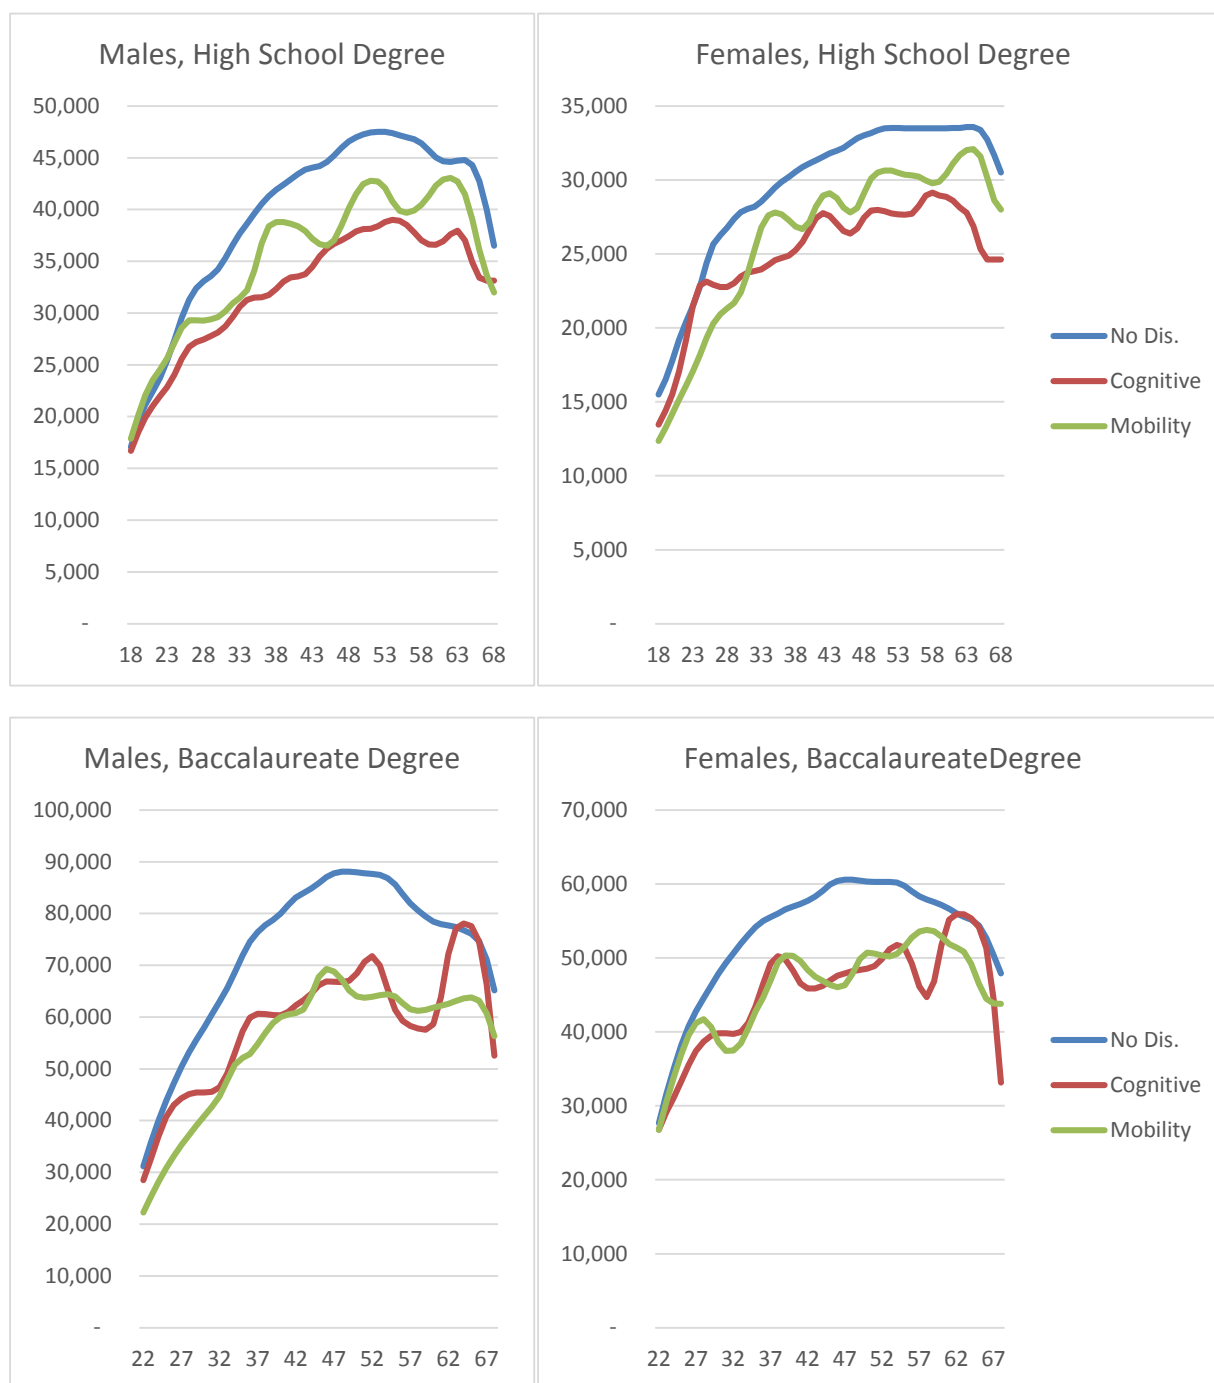 Males, High School Degree
50,000
45,000
40,000
35,000
30,000
25,000
20,000
15,000
10,000
5,000
-
18 23 28 33 38 43 48 53 58 63 68
Females, High School Degree
35,000
30,000
25,000
20,000
15,000
10,000
5,000
-
18 23 28 33 38 43 48 53 58 63 68
No Dis.
Cognitive
Mobility
Males, Baccalaureate Degree
100,000
90,000
80,000
70,000
60,000
50,000
40,000
30,000
20,000
10,000
-
22 27 32 37 42 47 52 57 62 67
Females, BaccalaureateDegree
70,000
60,000
50,000
40,000
30,000
20,000
10,000
-
22 27 32 37 42 47 52 57 62 67
No Dis.
Cognitive
Mobility